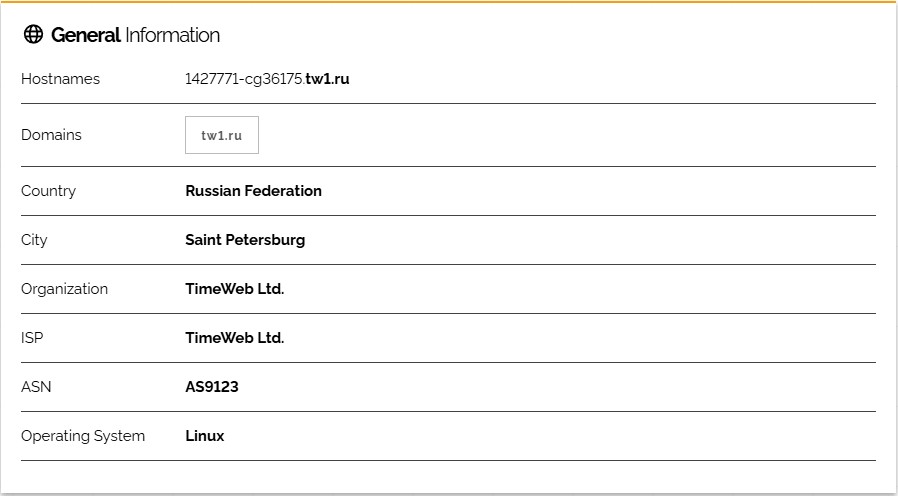 General Information
Hostnames 1427771-cg36175.tw1.ru
Domains tw1.ru
Country Russian Federation
City Saint Petersburg
Organization TimeWeb Ltd.
ISP TimeWeb Ltd.
ASN AS9123
Operating System Linux